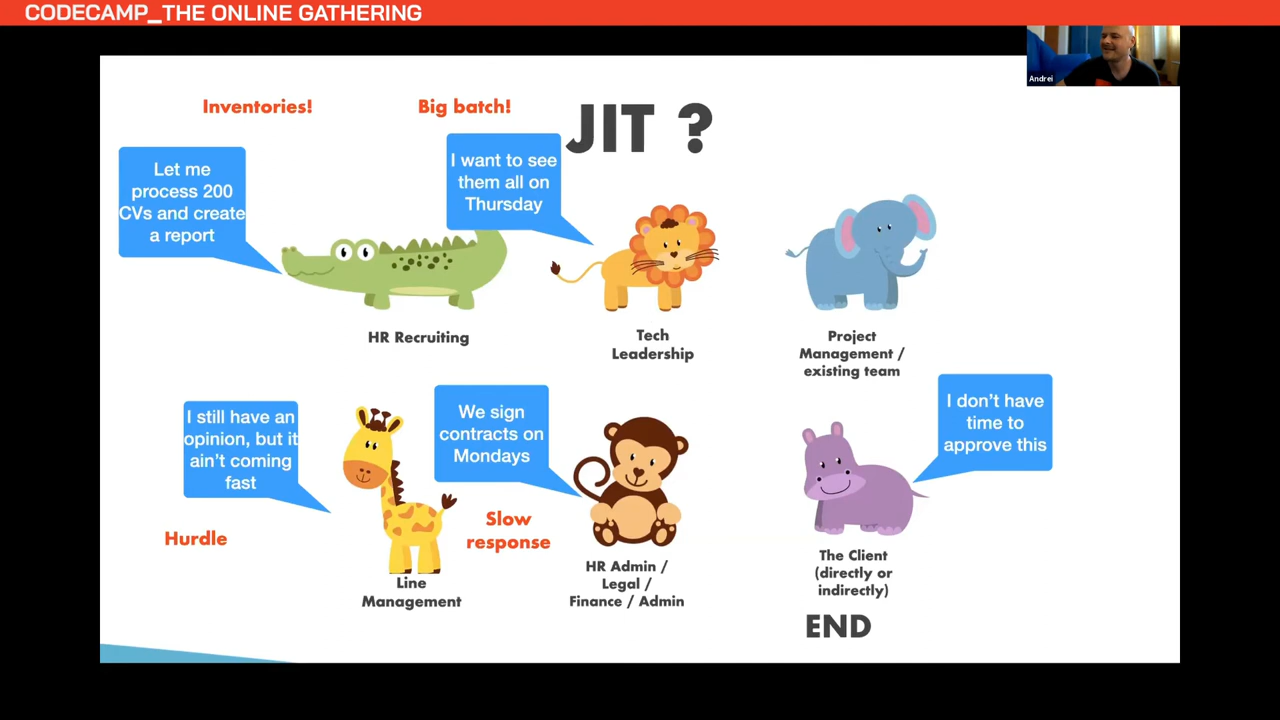 CODECAMP_THE ONLINE GATHERING
Andrei
Inventories!
Big batch!
JIT ?
Let me
process 200
CVs and create
a report
I want to see
them all on
Thursday
HR Recruiting
Tech
Leadership
Project
Management /
existing team
I still have an
opinion, but it
ain't coming
fast
We sign
contracts on
Mondays
I don't have
time to
approve this
Hurdle
Slow
response
Line
Management
HR Admin /
Legal /
Finance / Admin
The Client
(directly or
indirectly)
END